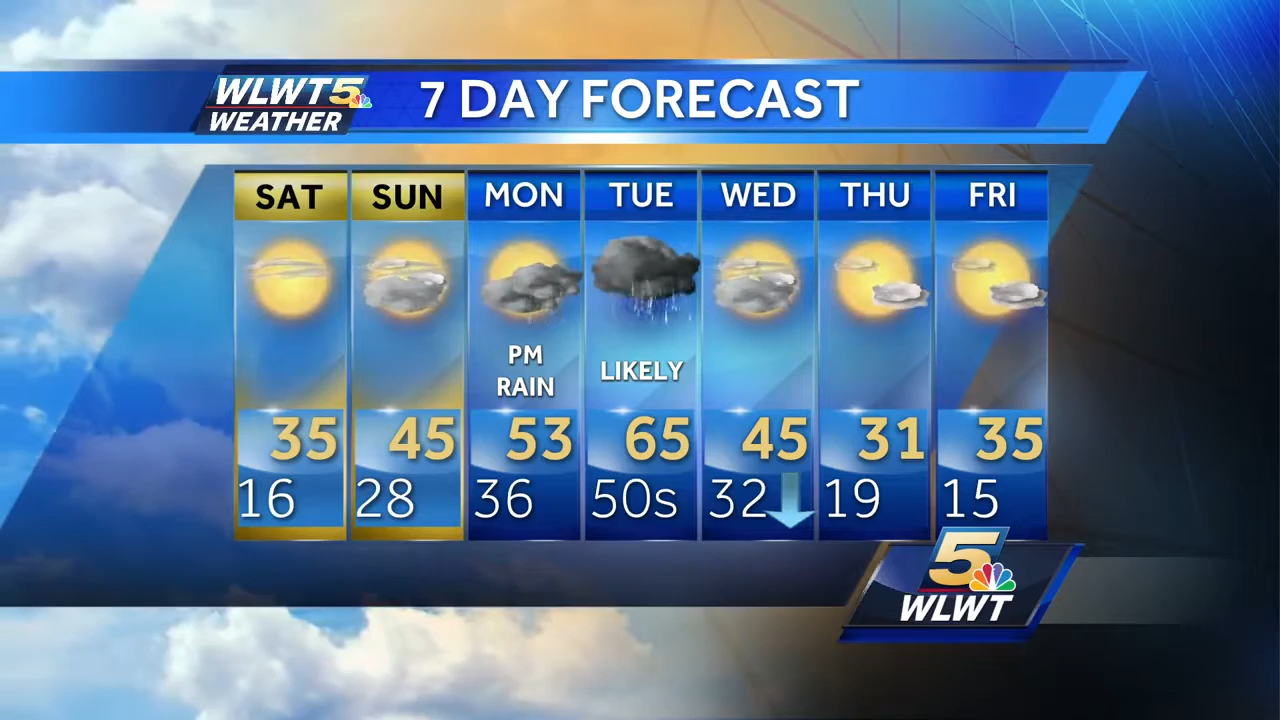 WLWT5
WEATHER
7 DAY FORECAST
SAT SUN MON TUE WED THU FRI
PM
RAIN
LIKELY
35 45 53 65 45 31 35
16 28 36 50s 32 19 15
5
WLWT